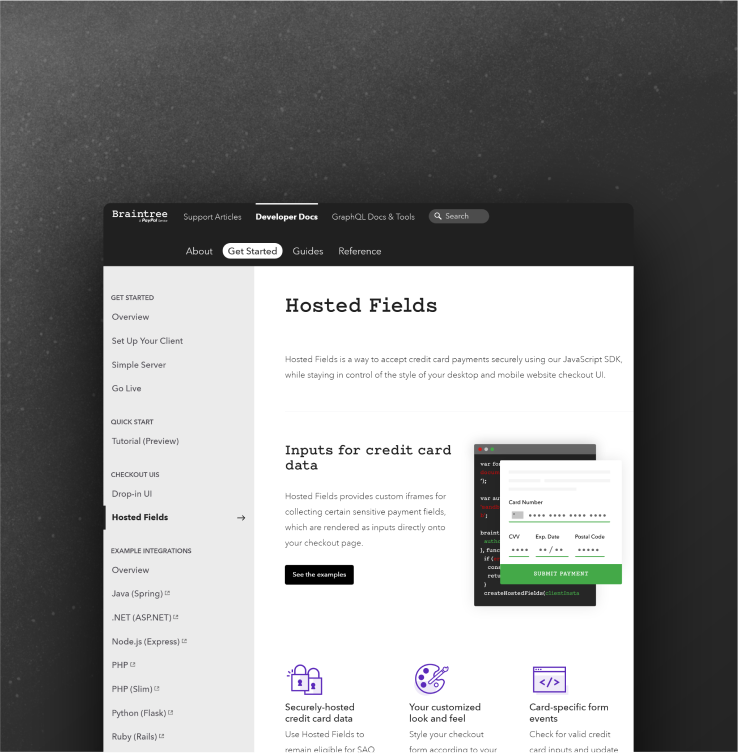 Braintree
A PayPal Service
Support Articles
Developer Docs
GraphQL Docs & Tools
Search
About
Get Started
Guides
Reference
GET STARTED
Overview
Set Up Your Client
Simple Server
Go Live
QUICK START
Tutorial (Preview)
CHECKOUT UIS
Drop-in UI
Hosted Fields
EXAMPLE INTEGRATIONS
Overview
Java (Spring)
.NET (ASP.NET)
Node.js (Express)
PHP
PHP (Slim)
Python (Flask)
Ruby (Rails)
Hosted Fields
Hosted Fields is a way to accept credit card payments securely using our JavaScript SDK,
while staying in control of the style of your desktop and mobile website checkout UI.
Inputs for credit card
data
Hosted Fields provides custom iframes for
collecting certain sensitive payment fields,
which are rendered as inputs directly onto
your checkout page.
See the examples
var
');
var
braint
}, func
if (
}
createHostedFields(clientInsta
Card Number
CVV
Exp. Date
Postal Code
SUBMIT PAYMENT
Securely-hosted
credit card data
Use Hosted Fields to
remain eligible for SAQ
Your customized
look and feel
Style your checkout
form according to your
Card-specific form
events
Check for valid credit
card inputs and update